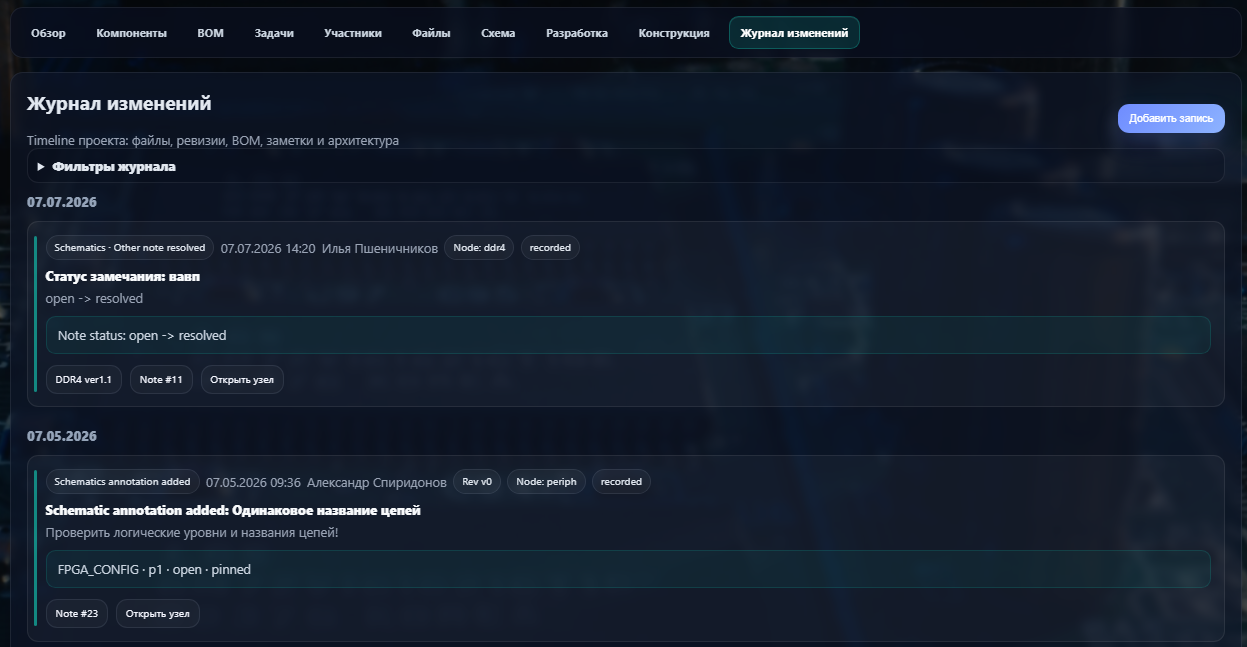 Обзор Компоненты BOM Задачи Участники Файлы Схема Разработка Конструкция Журнал изменений
Журнал изменений
Добавить запись
Timeline проекта: файлы, ревизии, BOM, заметки и архитектура
Фильтры журнала
07.07.2026
Schematics · Other note resolved 07.07.2026 14:20 Илья Пшеничников Node: ddr4 recorded
Статус замечания: вавп
open -> resolved
Note status: open -> resolved
DDR4 ver1.1 Note #11 Открыть узел
07.05.2026
Schematics annotation added 07.05.2026 09:36 Александр Спиридонов Rev v0 Node: periph recorded
Schematic annotation added: Одинаковое название цепей
Проверить логические уровни и названия цепей!
FPGA_CONFIG · p1 · open · pinned
Note #23 Открыть узел